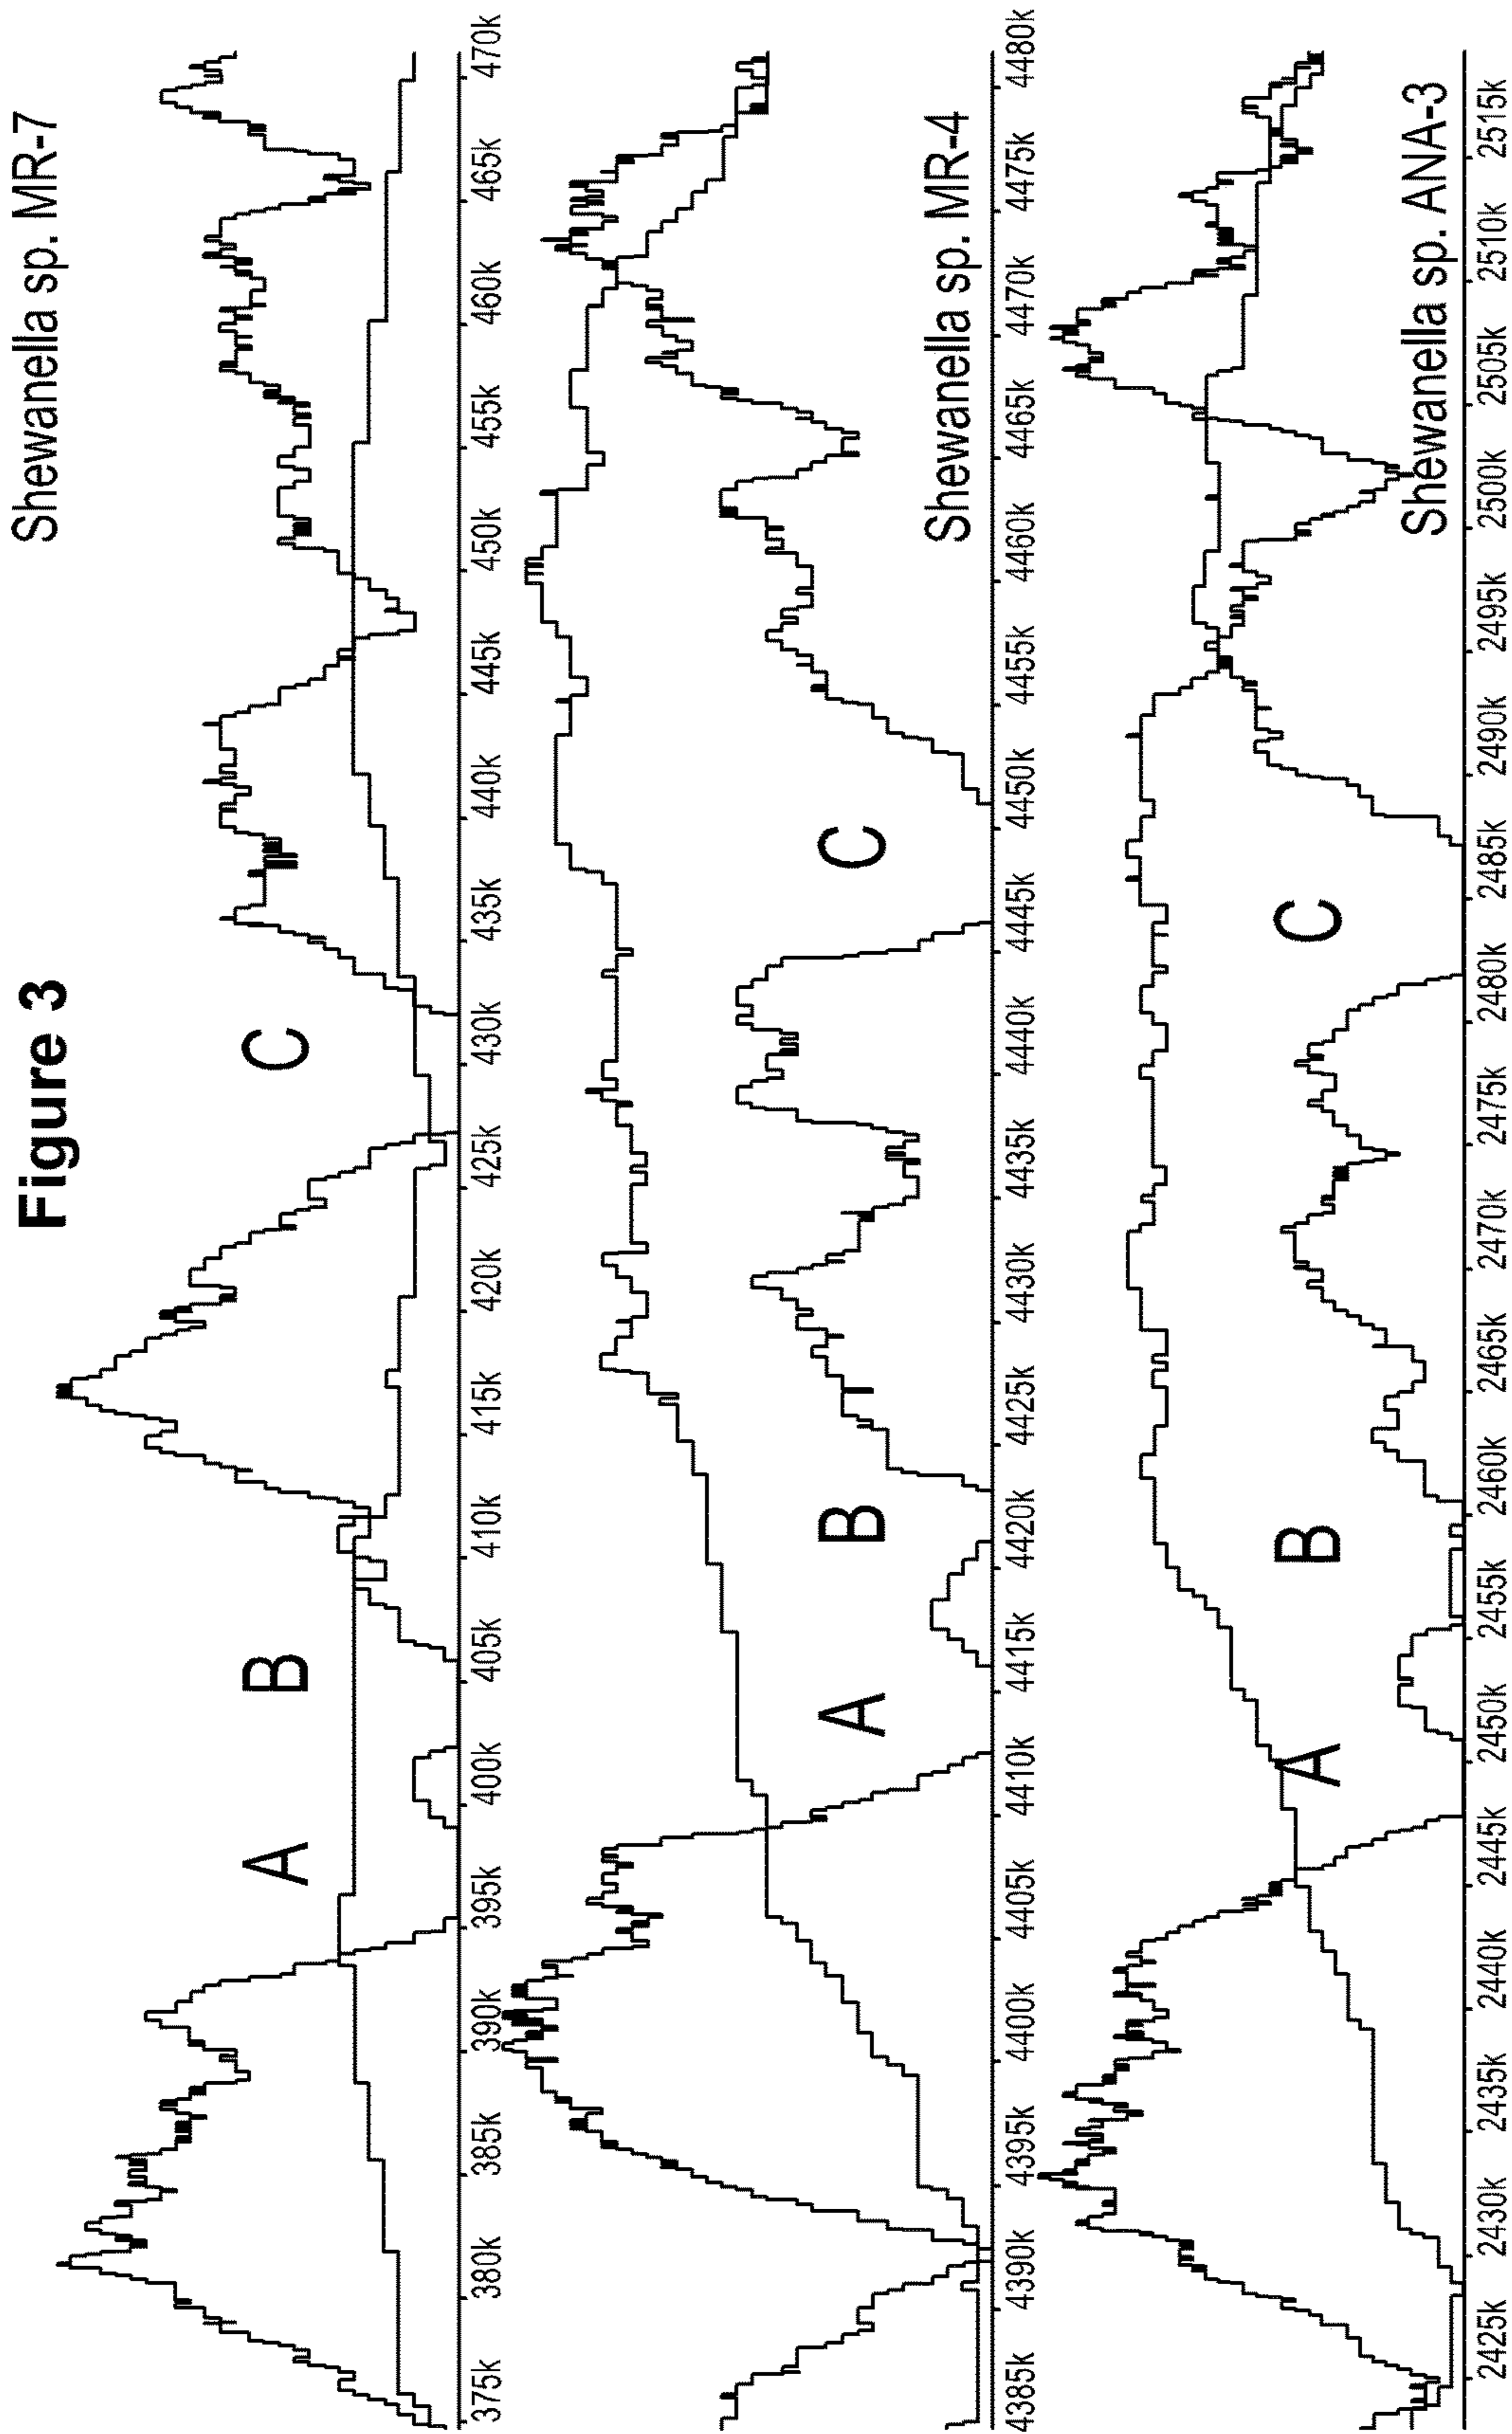 Figure 3
Shewanella sp. MR-7
A B C
375k 380k 385k 390k 395k 400k 405k 410k 415k 420k 425k 430k 435k 440k 445k 450k 455k 460k 465k 470k
A B C
Shewanella sp. MR-4
4385k 4390k 4395k 4400k 4405k 4410k 4415k 4420k 4425k 4430k 4435k 4440k 4445k 4450k 4455k 4460k 4465k 4470k 4475k 4480k
A B C
Shewanella sp. ANA-3
2425k 2430k 2435k 2440k 2445k 2450k 2455k 2460k 2465k 2470k 2475k 2480k 2485k 2490k 2495k 2500k 2505k 2510k 2515k